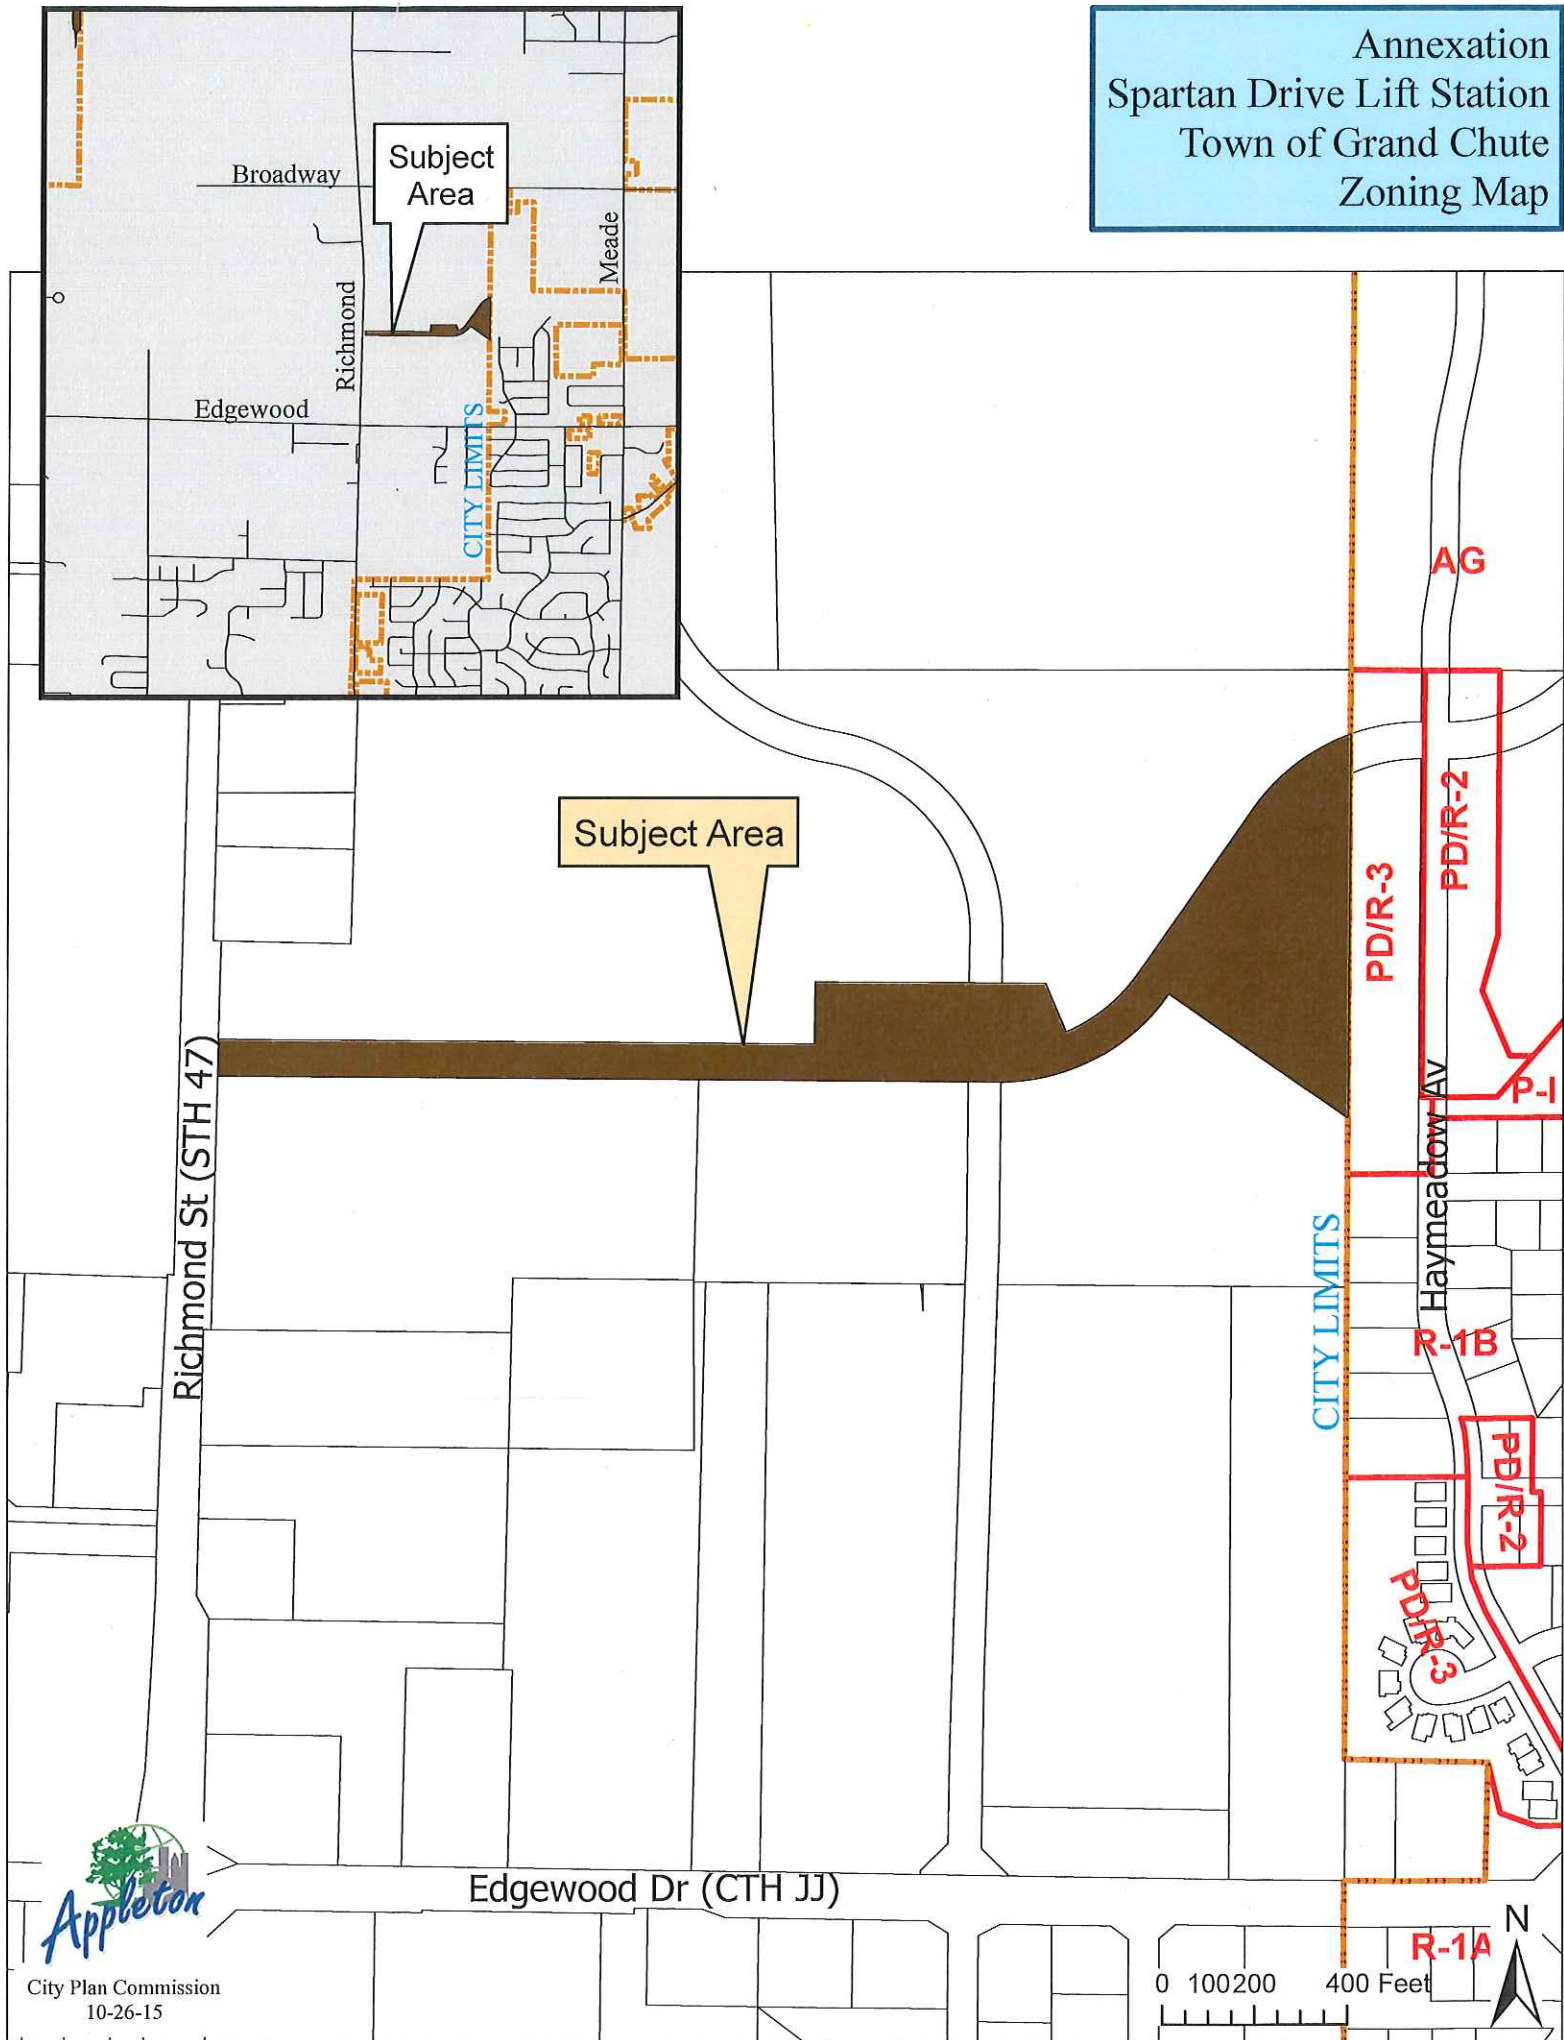 Annexation
Spartan Drive Lift Station
Town of Grand Chute
Zoning Map
Broadway
Subject
Area
Meade
Richmond
Edgewood
CITY LIMITS
AG
PD/R-2
PD/R-3
Subject Area
Richmond St (STH 47)
P-I
Haymeadow Av
CITY LIMITS
R-1B
PD/R-2
PD/R-3
Edgewood Dr (CTH JJ)
Appleton
City Plan Commission
10-26-15
R-1A
N
0 100200 400 Feet